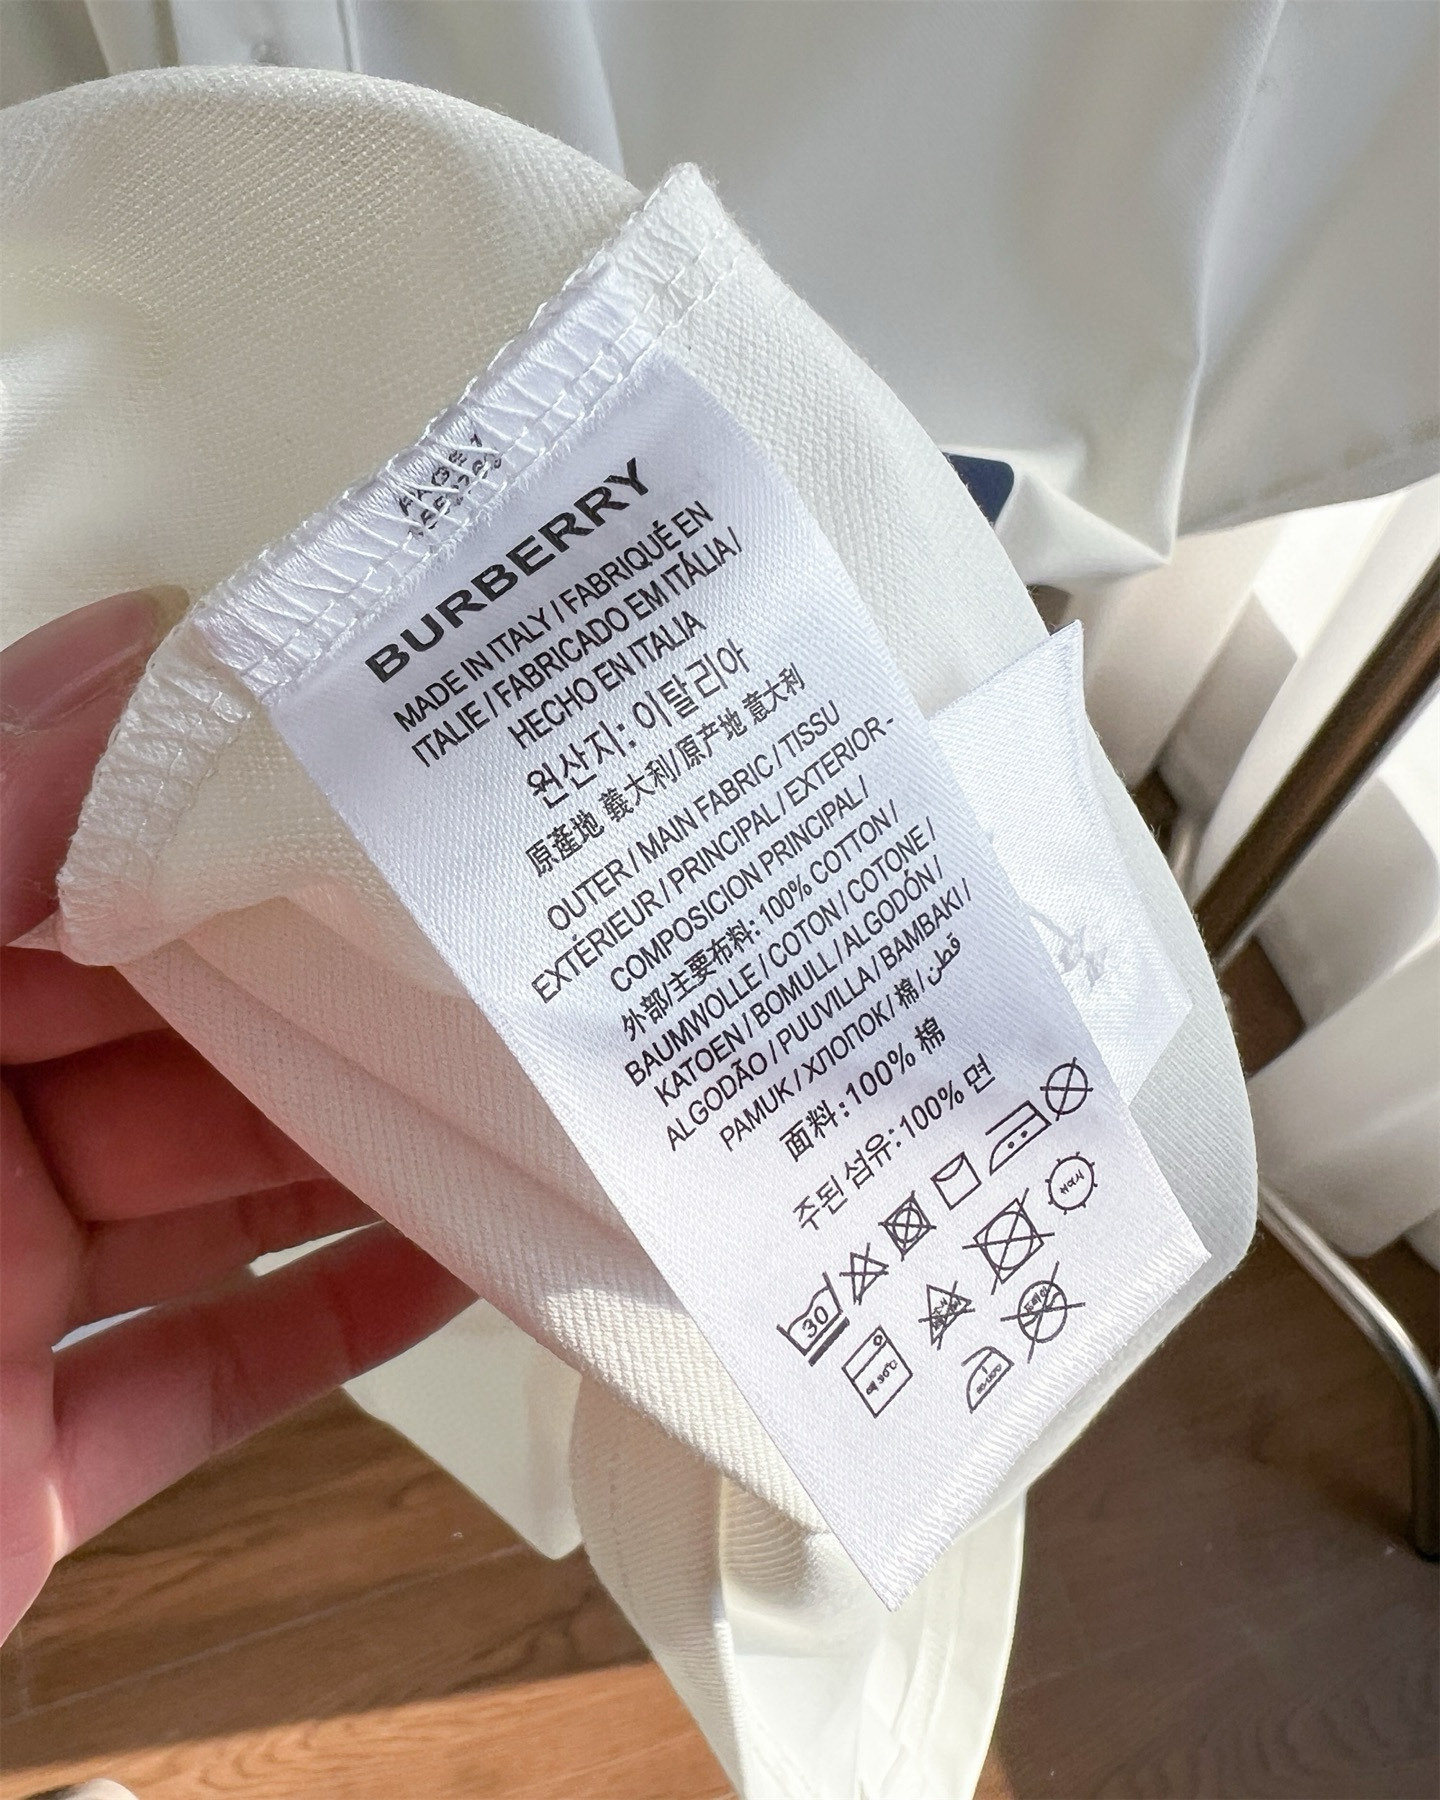 BURBERRY
MADE IN ITALY / FABRIQUÉ EN
ITALIE / FABRICADO EM ITÁLIA /
HECHO EN ITALIA
원산지: 이탈리아
原產地 義大利/原产地 意大利
OUTER / MAIN FABRIC / TISSU
EXTÉRIEUR / PRINCIPAL / EXTERIOR -
COMPOSICION PRINCIPAL /
外部/主要布料: 100% COTTON /
BAUMWOLLE / COTON / COTONE /
KATOEN / BOMULL / ALGODÓN /
ALGODÃO / PUUVILLA / BAMBAKI /
PAMUK / ХЛОПОК / 棉 / قطن
面料: 100% 棉
주된 섬유: 100% 면
30